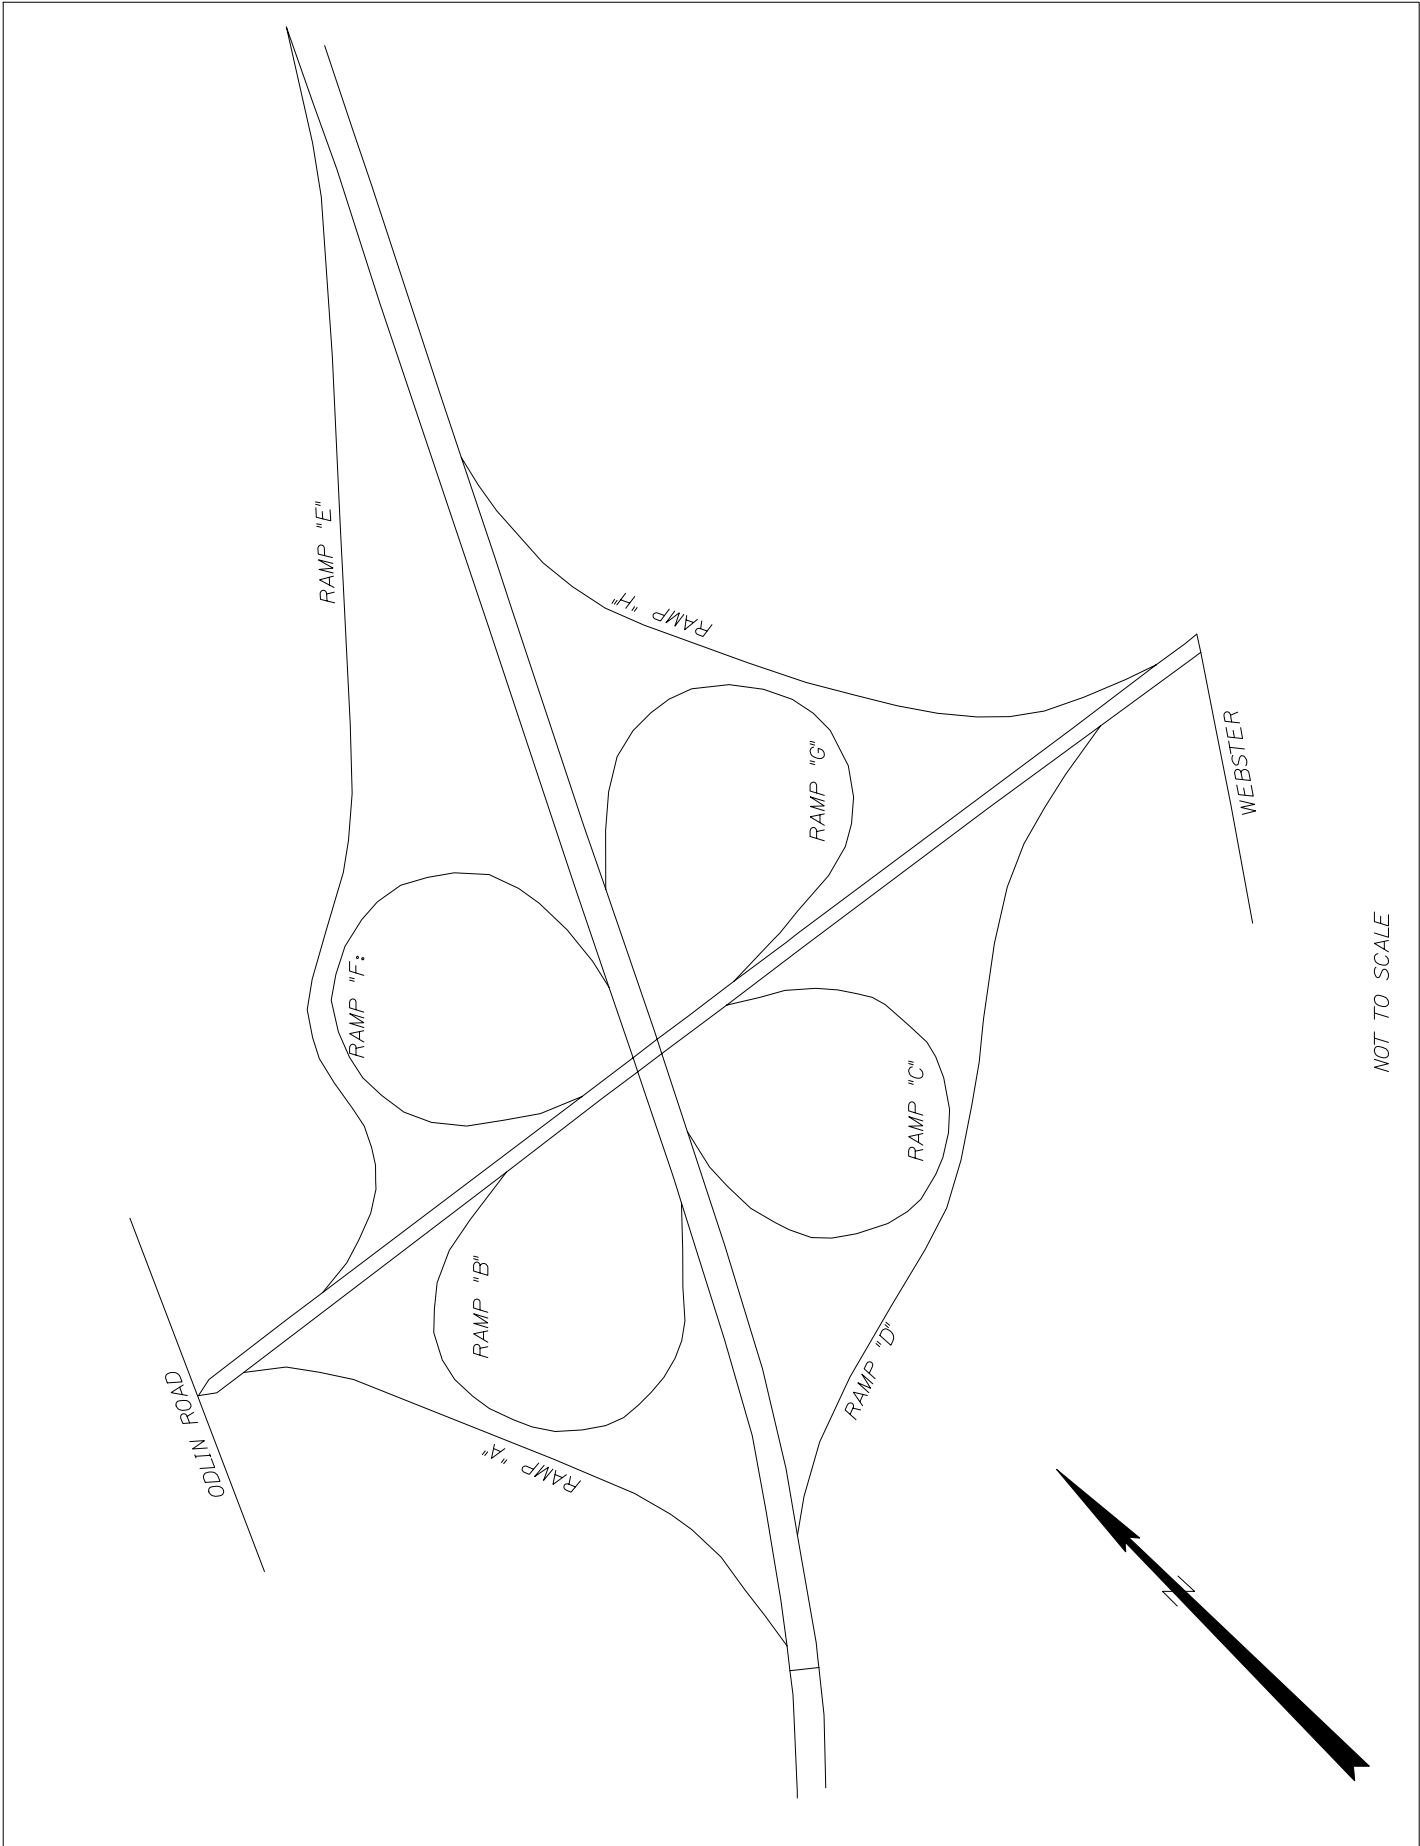 RAMP "E"
RAMP "H"
RAMP "G"
WEBSTER
RAMP "F:
RAMP "C"
NOT TO SCALE
RAMP "B"
RAMP "D"
ODLIN ROAD
RAMP "A"
N